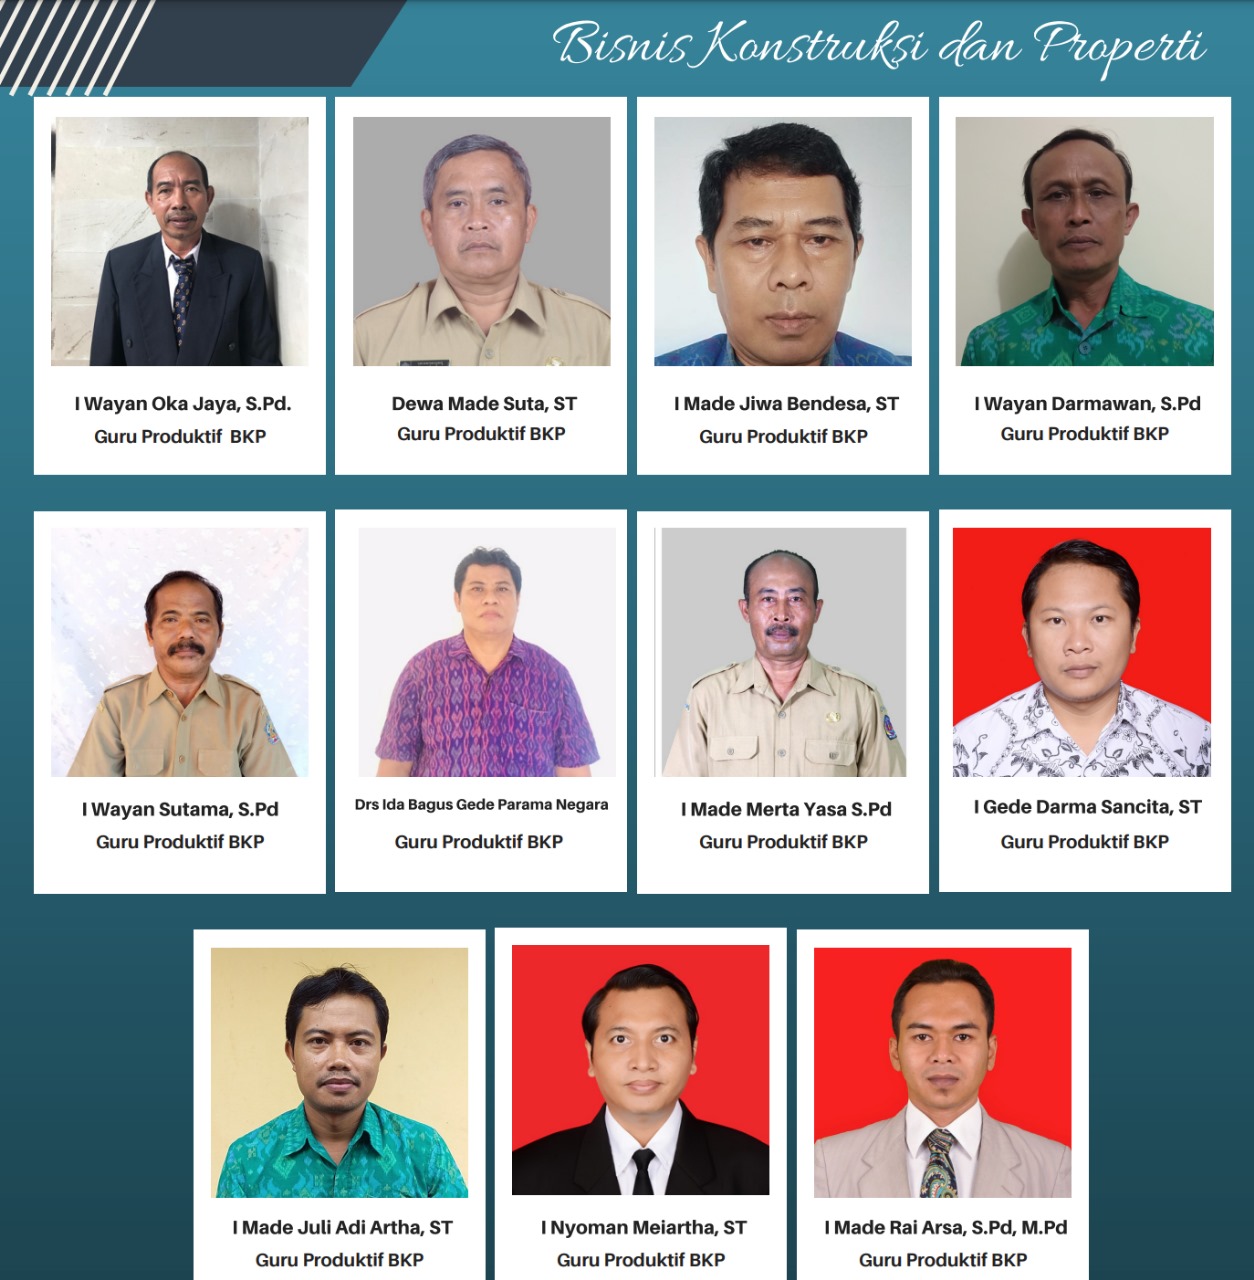 Bisnis Konstruksi dan Properti
I Wayan Oka Jaya, S.Pd.
Guru Produktif BKP
Dewa Made Suta, ST
Guru Produktif BKP
I Made Jiwa Bendesa, ST
Guru Produktif BKP
I Wayan Darmawan, S.Pd
Guru Produktif BKP
I Wayan Sutama, S.Pd
Guru Produktif BKP
Drs Ida Bagus Gede Parama Negara
Guru Produktif BKP
I Made Merta Yasa S.Pd
Guru Produktif BKP
I Gede Darma Sancita, ST
Guru Produktif BKP
I Made Juli Adi Artha, ST
Guru Produktif BKP
I Nyoman Meiartha, ST
Guru Produktif BKP
I Made Rai Arsa, S.Pd, M.Pd
Guru Produktif BKP